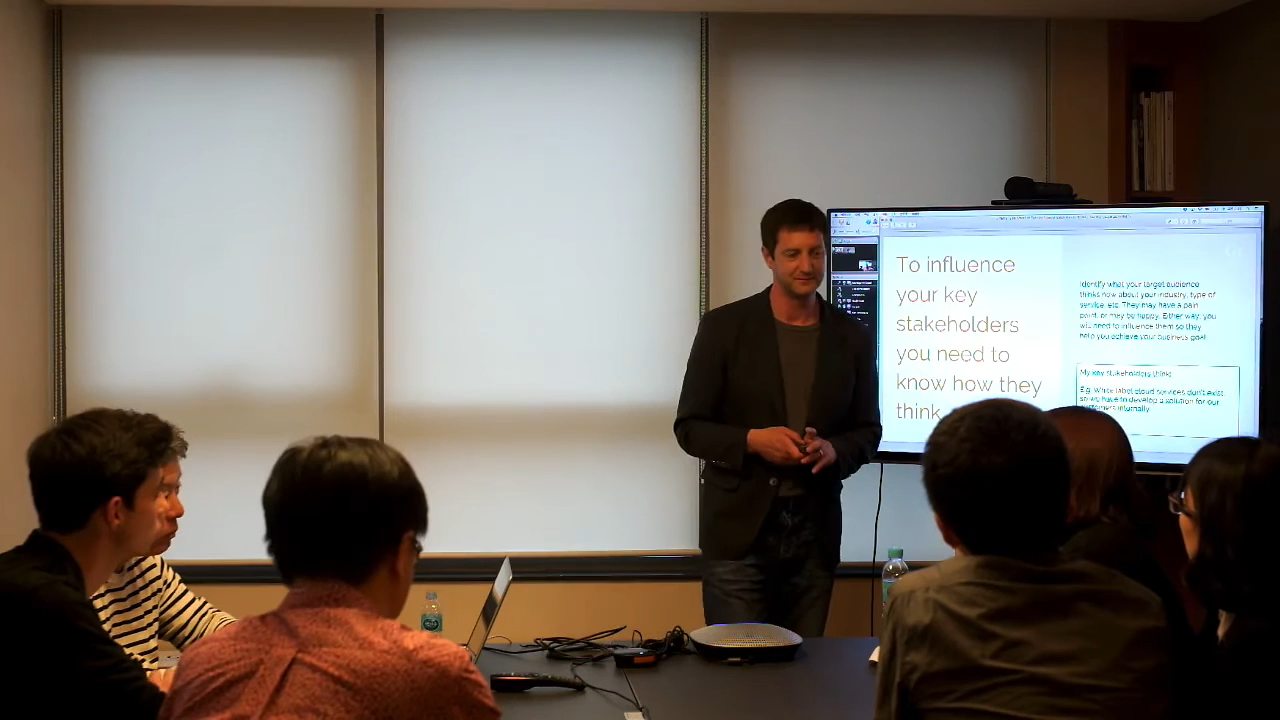 To influence
your key
stakeholders
you need to
know how they
think
Identify what your target audience
thinks now about your industry, type of
service, etc. They may have a pain
point, or may be happy. Either way, you
will need to influence them so they
help you achieve your business goal
My key stakeholders think:
E.g. White label cloud services don't exist
so we have to develop a solution for our
customers internally.